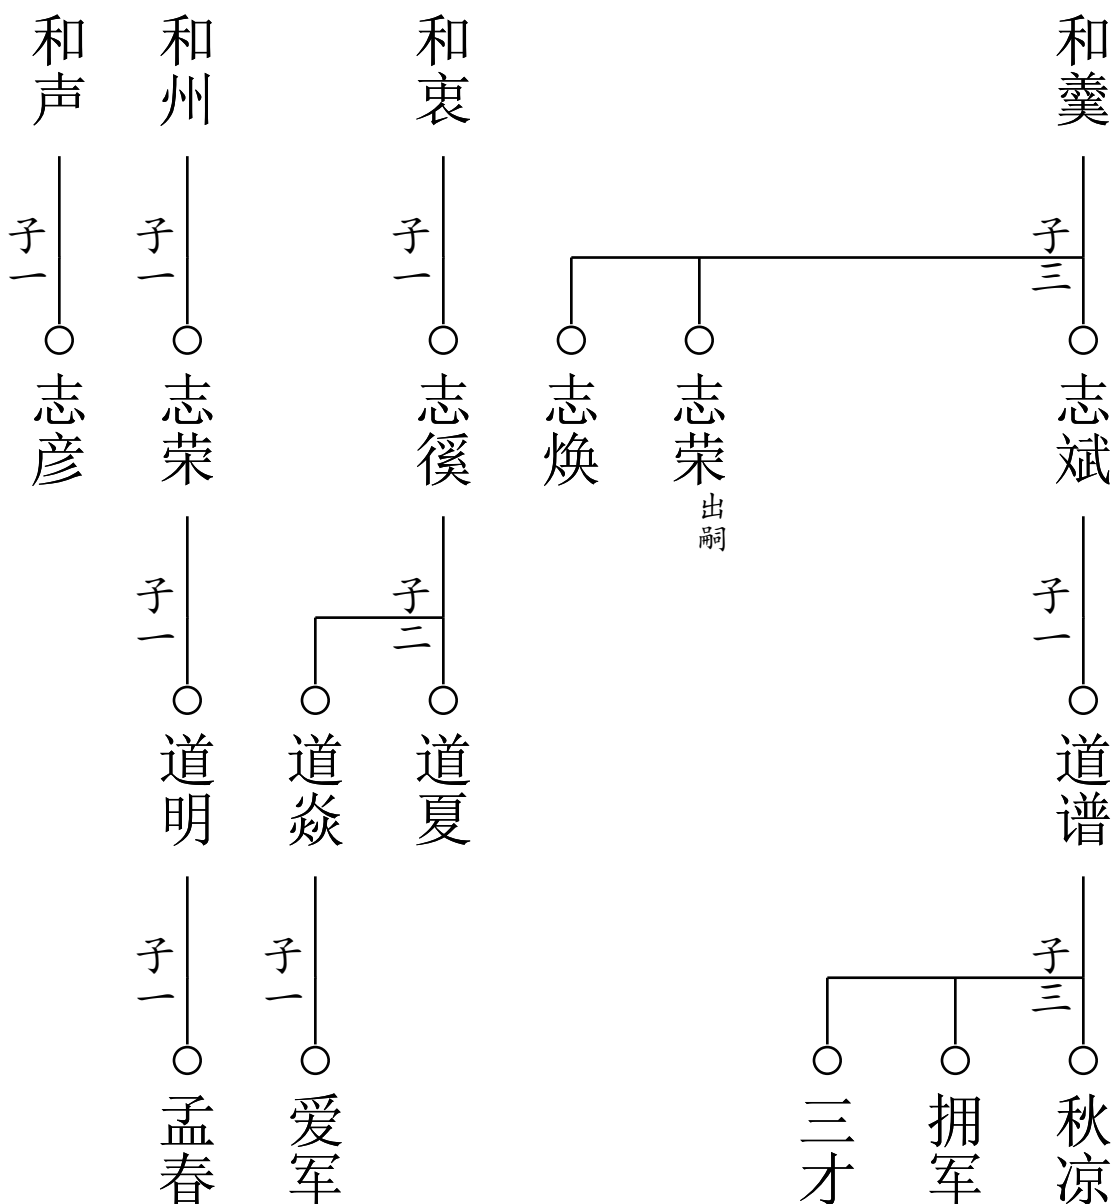 和羹
和衷
和州
和声
子三
子一
子一
子一
志斌
志荣
出嗣
志焕
志徯
志荣
志彦
子一
子二
子一
道谱
道夏
道焱
道明
子三
子一
子一
秋凉
拥军
三才
爱军
孟春